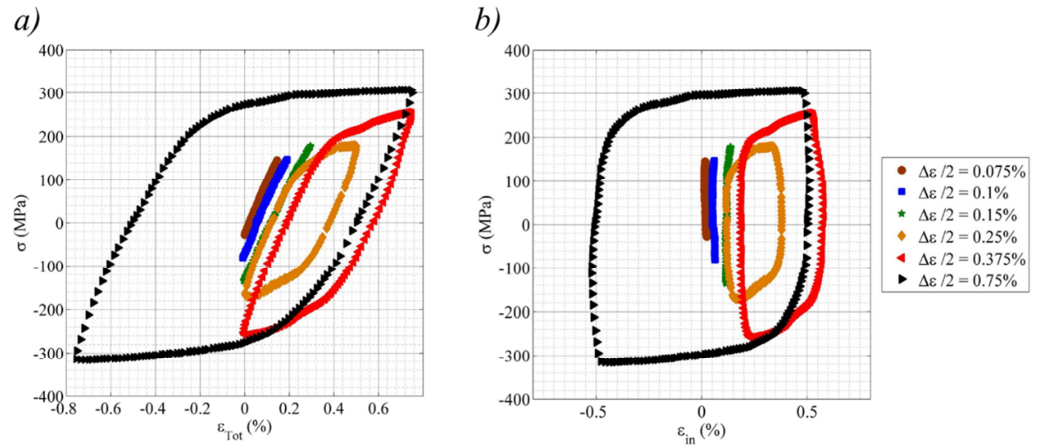 a)
400
300
200
100
0
-100
-200
-300
-400
σ (MPa)
-0.8 -0.6 -0.4 -0.2 0 0.2 0.4 0.6
ε_Tot (%)
b)
400
300
200
100
0
-100
-200
-300
-400
σ (MPa)
-0.5 0 0.5
ε_in (%)
Δε /2 = 0.075%
Δε /2 = 0.1%
Δε /2 = 0.15%
Δε /2 = 0.25%
Δε /2 = 0.375%
Δε /2 = 0.75%